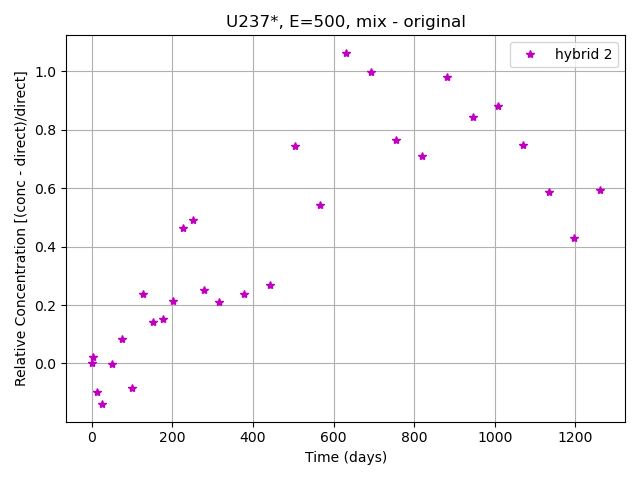 U237*, E=500, mix - original
hybrid 2
Relative Concentration [(conc - direct)/direct]
1.0
0.8
0.6
0.4
0.2
0.0
0 200 400 600 800 1000 1200
Time (days)